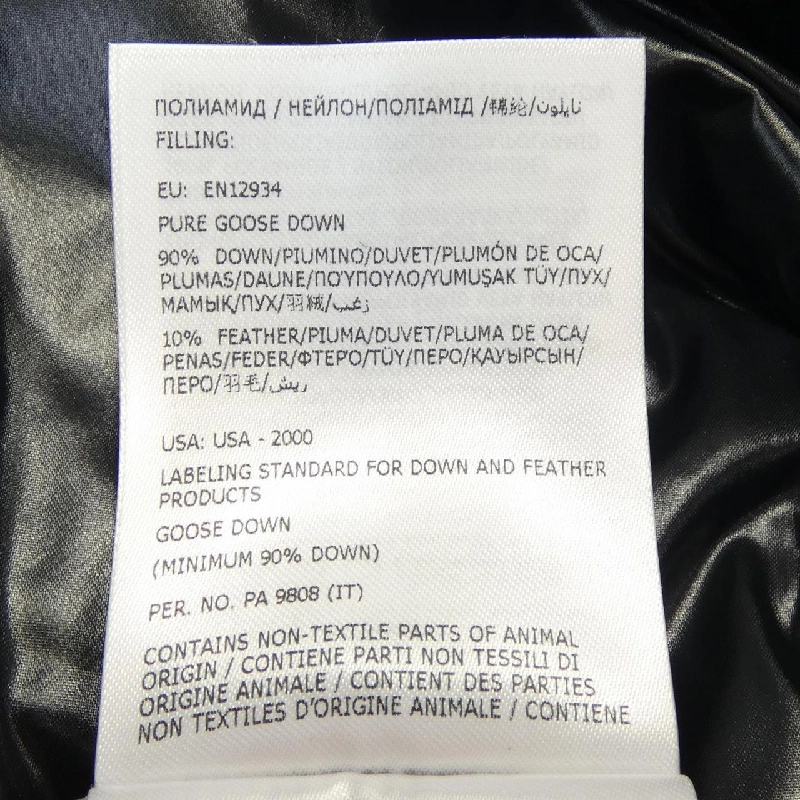 ПОЛИАМИД / НЕЙЛОН/ПОЛІАМІД /锦纶/نايلون
FILLING:
EU: EN12934
PURE GOOSE DOWN
90% DOWN/PIUMINO/DUVET/PLUMÓN DE OCA/
PLUMAS/DAUNE/ΠΟΎΠΟΥΛΟ/YUMUŞAK TÜY/ПУХ/
МАМЫҚ/ПУХ/羽绒/زغب
10% FEATHER/PIUMA/DUVET/PLUMA DE OCA/
PENAS/FEDER/ΦΤΕΡΌ/TÜY/ПЕРО/ҚАУЫРСЫН/
ПЕРО/羽毛/ريش
USA: USA - 2000
LABELING STANDARD FOR DOWN AND FEATHER
PRODUCTS
GOOSE DOWN
(MINIMUM 90% DOWN)
PER. NO. PA 9808 (IT)
CONTAINS NON-TEXTILE PARTS OF ANIMAL
ORIGIN / CONTIENE PARTI NON TESSILI DI
ORIGINE ANIMALE / CONTIENT DES PARTIES
NON TEXTILES D'ORIGINE ANIMALE / CONTIENE